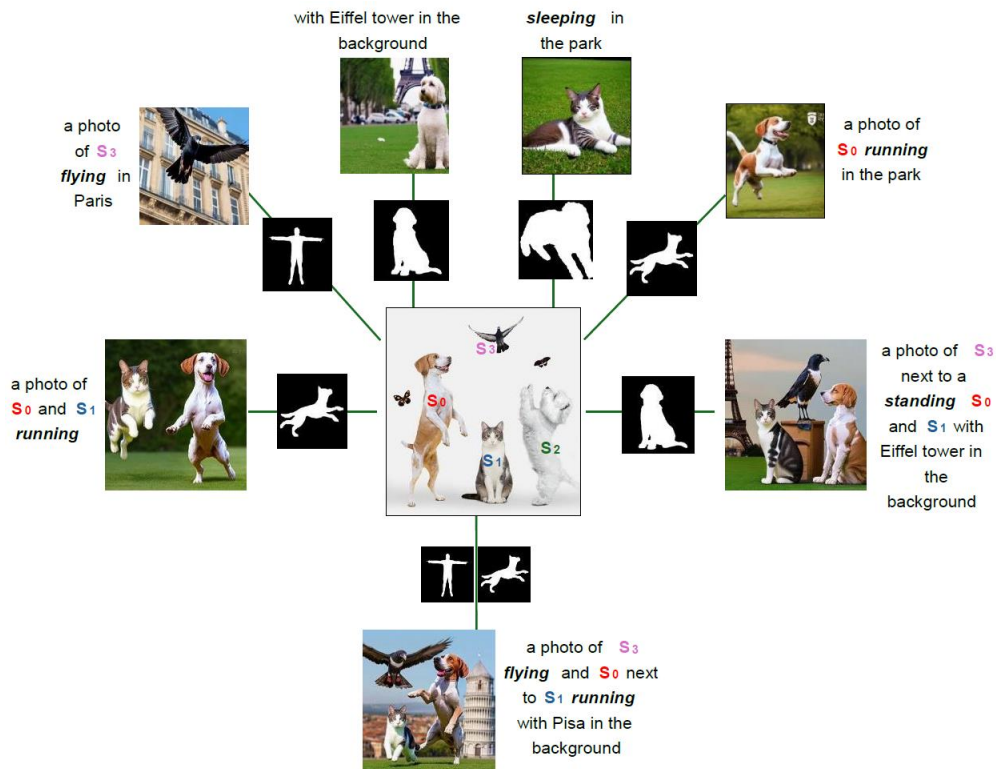 with Eiffel tower in the
background
sleeping in
the park
a photo
of S3
flying in
Paris
a photo of
S0 running
in the park
a photo of
S0 and S1
running
S3
S0
S1
S2
a photo of S3
next to a
standing S0
and S1 with
Eiffel tower in
the
background
a photo of S3
flying and S0 next
to S1 running
with Pisa in the
background